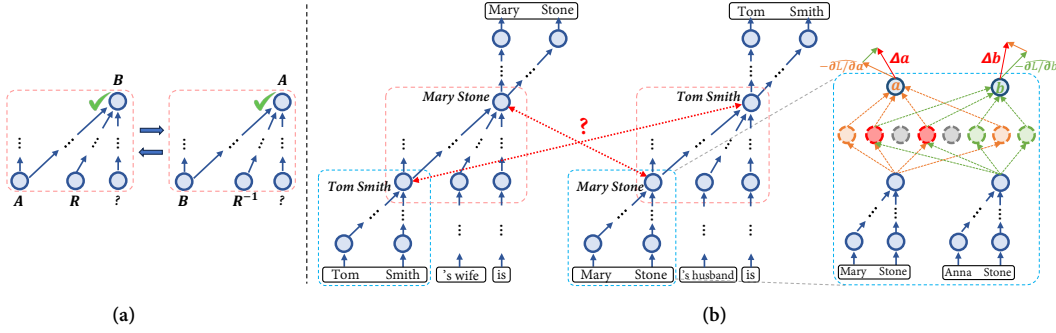 Mary Stone
Tom Smith
B
A
Mary Stone
Tom Smith
?
Δa
Δb
−∂L/∂a
−∂L/∂b
a
b
Tom Smith
Mary Stone
A R ?
B R⁻¹ ?
Tom Smith
's wife
is
Mary Stone
's husband
is
Mary Stone
Anna Stone
(a)
(b)